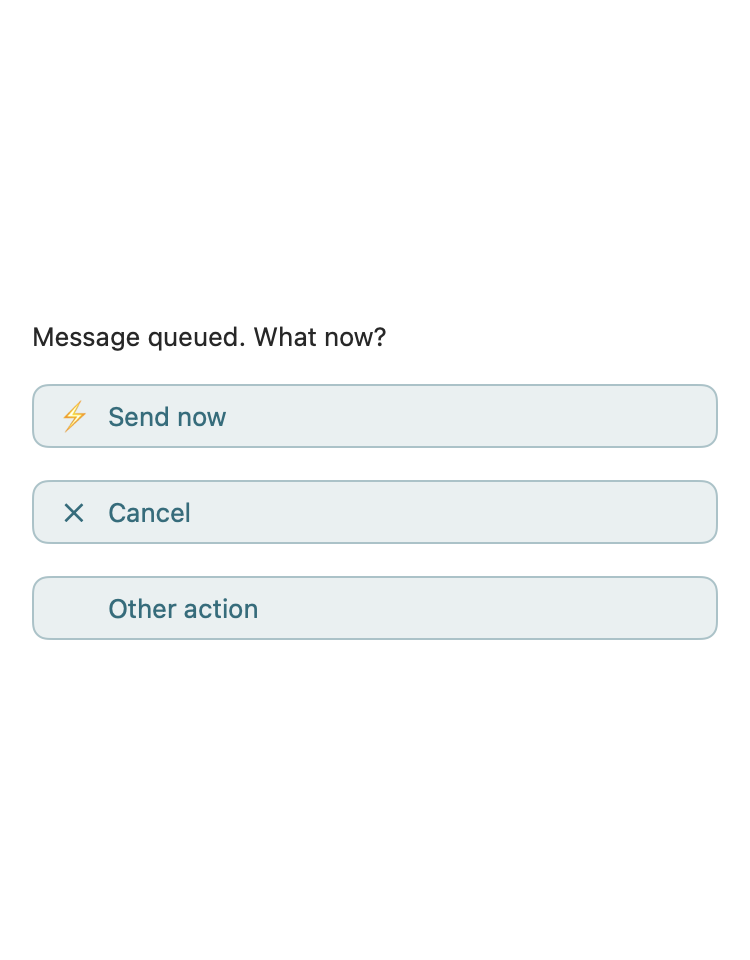 Message queued. What now?
⚡ Send now
✕ Cancel
Other action